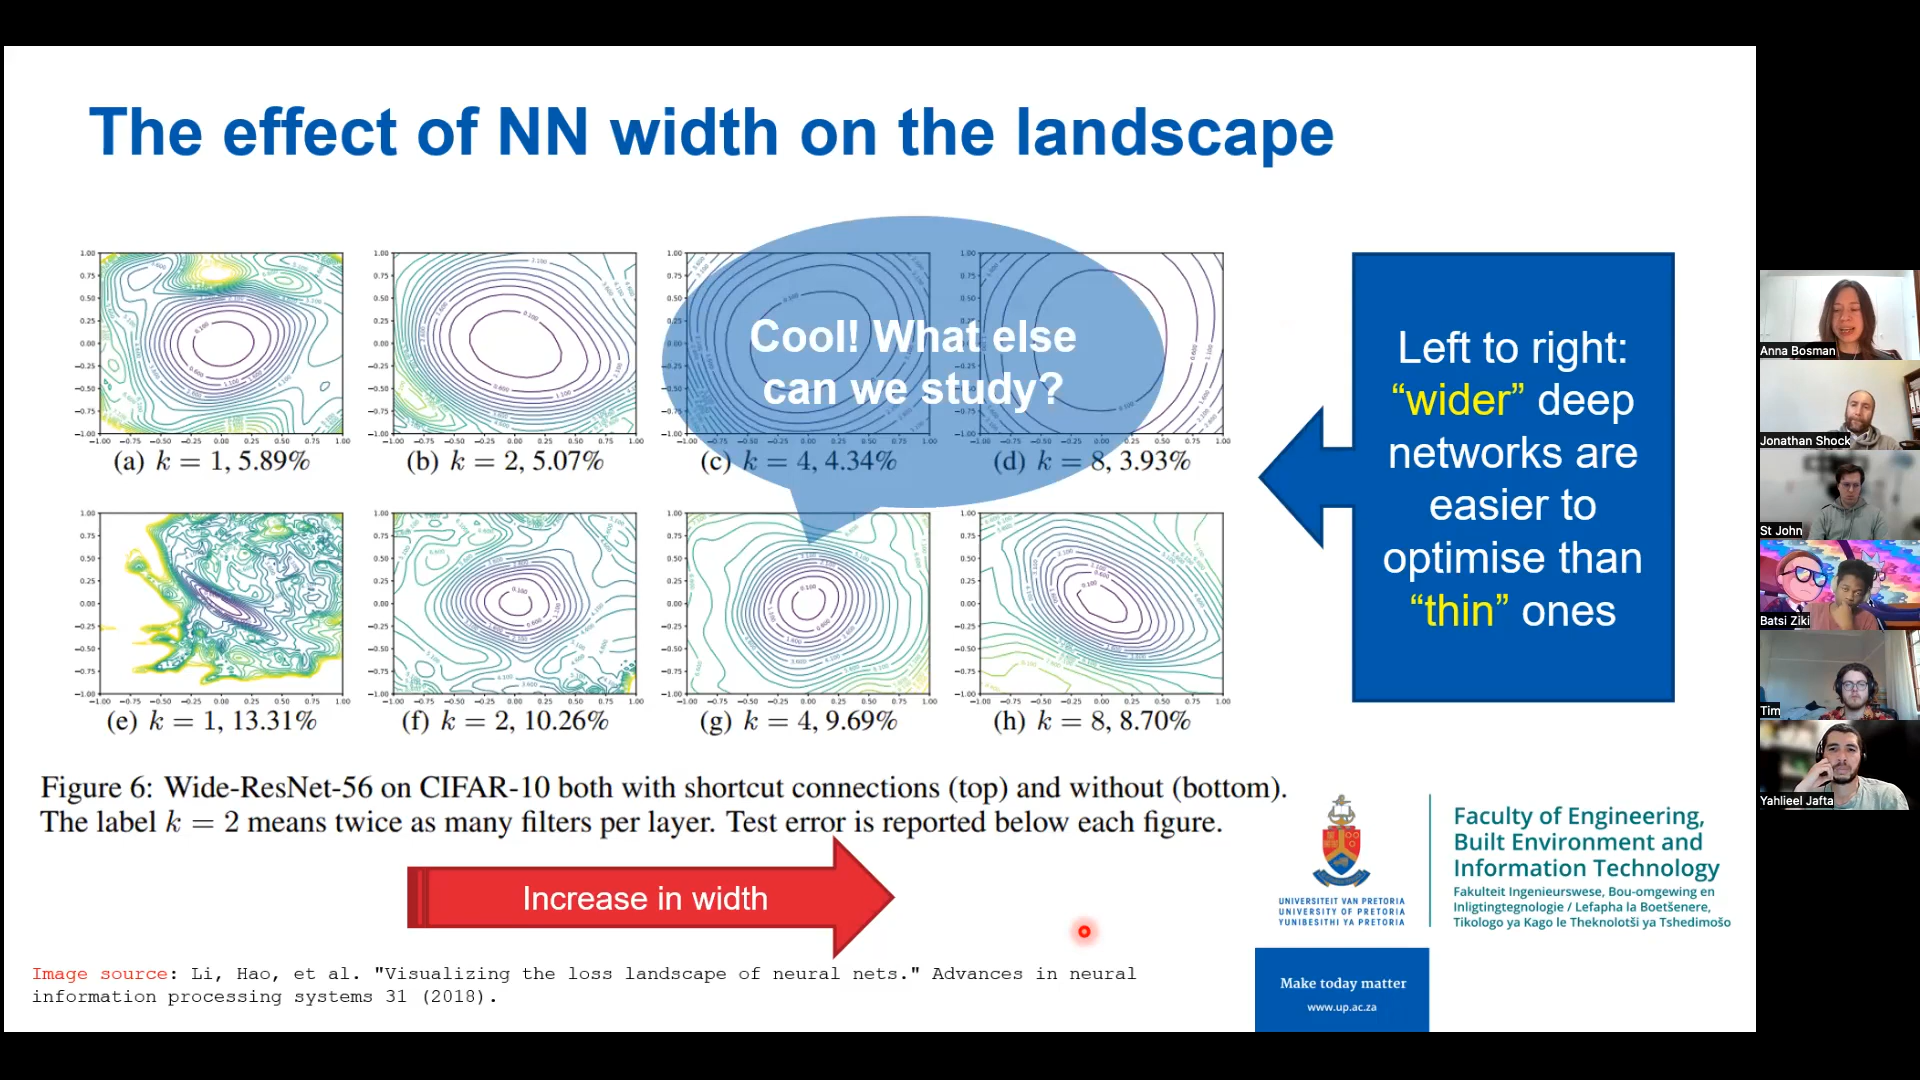 The effect of NN width on the landscape
Cool! What else
can we study?
(a) k = 1, 5.89%
(b) k = 2, 5.07%
(c) k = 4, 4.34%
(d) k = 8, 3.93%
(e) k = 1, 13.31%
(f) k = 2, 10.26%
(g) k = 4, 9.69%
(h) k = 8, 8.70%
Figure 6: Wide-ResNet-56 on CIFAR-10 both with shortcut connections (top) and without (bottom).
The label k = 2 means twice as many filters per layer. Test error is reported below each figure.
Increase in width
Image source: Li, Hao, et al. "Visualizing the loss landscape of neural nets." Advances in neural
information processing systems 31 (2018).
Left to right:
“wider” deep
networks are
easier to
optimise than
“thin” ones
UNIVERSITEIT VAN PRETORIA
UNIVERSITY OF PRETORIA
YUNIBESITHI YA PRETORIA
Faculty of Engineering,
Built Environment and
Information Technology
Fakulteit Ingenieurswese, Bou-omgewing en
Inligtingtegnologie / Lefapha la Boetšenere,
Tikologo ya Kago le Theknolotši ya Tshedimošo
Make today matter
www.up.ac.za
Anna Bosman
Jonathan Shock
St John
Batsi Ziki
Tim
Yahlieel Jafta